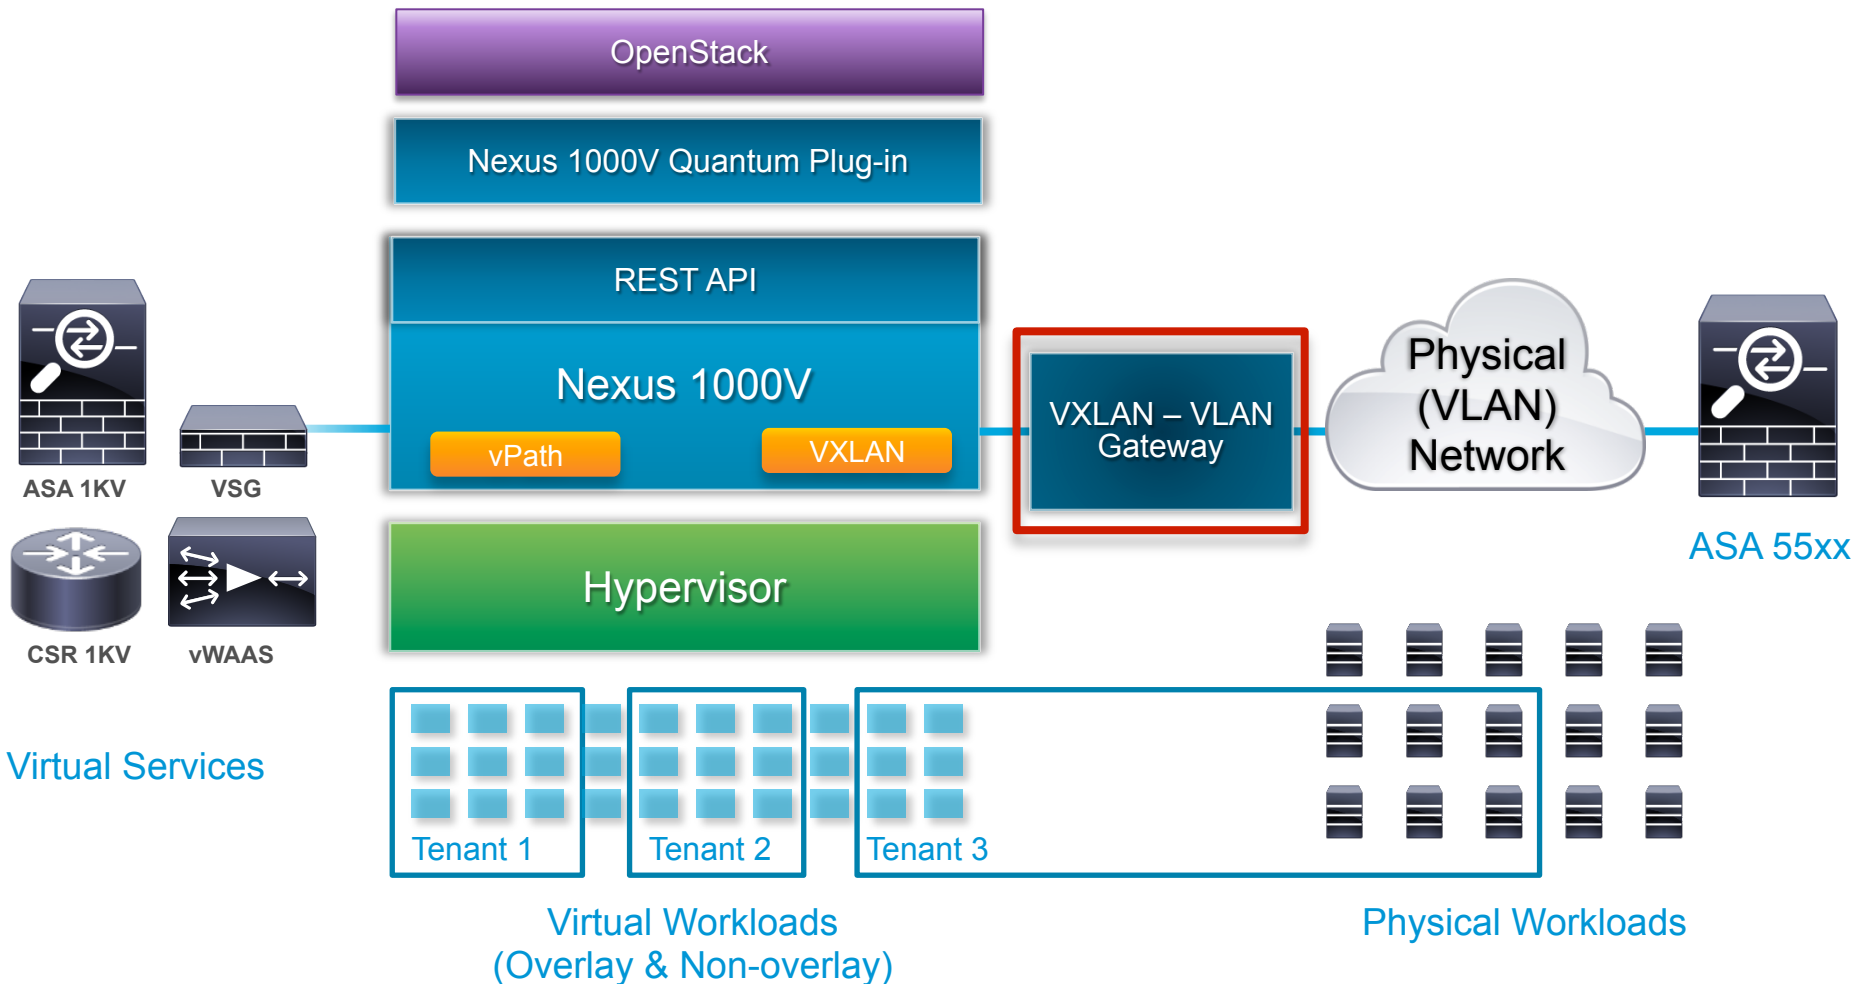 OpenStack
Nexus 1000V Quantum Plug-in
REST API
Nexus 1000V
vPath
VXLAN
VXLAN – VLAN
Gateway
Physical
(VLAN)
Network
ASA 1KV
VSG
CSR 1KV
vWAAS
Virtual Services
ASA 55xx
Hypervisor
Tenant 1
Tenant 2
Tenant 3
Virtual Workloads
(Overlay & Non-overlay)
Physical Workloads